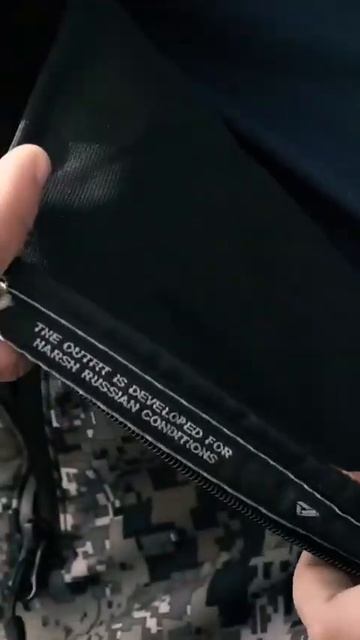 THE OUTFIT IS DEVELOPED FOR
HARSH RUSSIAN CONDITIONS